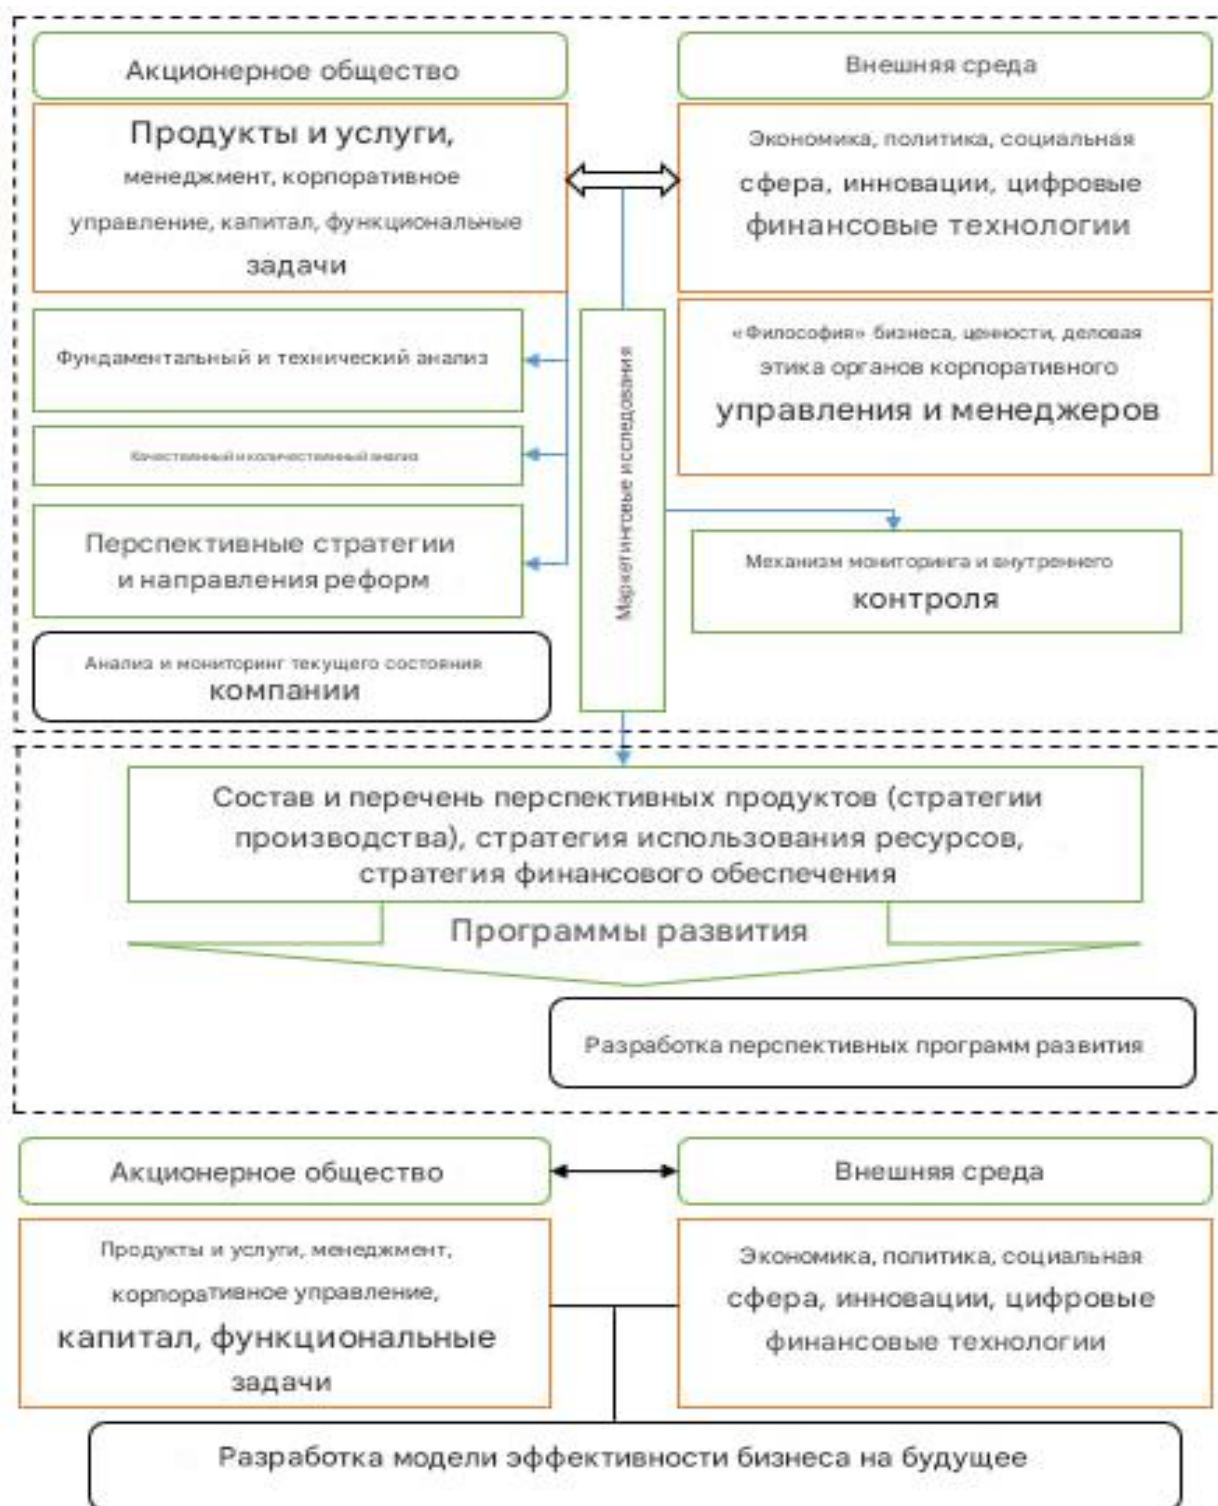 Акционерное общество
Внешняя среда
Продукты и услуги,
менеджмент, корпоративное
управление, капитал, функциональные
задачи
Экономика, политика, социальная
сфера, инновации, цифровые
финансовые технологии
«Философия» бизнеса, ценности, деловая
этика органов корпоративного
управления и менеджеров
Фундаментальный и технический анализ
Качественный и количественный анализ
Перспективные стратегии
и направления реформ
Маркетинговые исследования
Механизм мониторинга и внутреннего
контроля
Анализ и мониторинг текущего состояния
компании
Состав и перечень перспективных продуктов (стратегии
производства), стратегия использования ресурсов,
стратегия финансового обеспечения
Программы развития
Разработка перспективных программ развития
Акционерное общество
Внешняя среда
Продукты и услуги, менеджмент,
корпоративное управление,
капитал, функциональные
задачи
Экономика, политика, социальная
сфера, инновации, цифровые
финансовые технологии
Разработка модели эффективности бизнеса на будущее